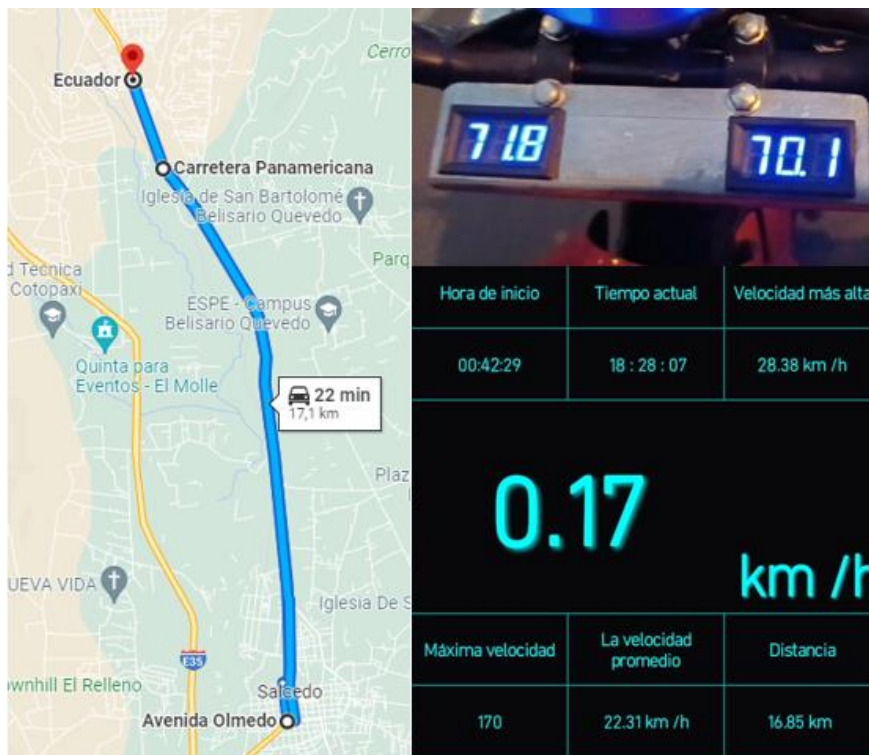 Cerro
Ecuador
Carretera Panamericana
Iglesia de San Bartolomé
Belisario Quevedo
Parq
d Tecnica
Cotopaxi
ESPE - Campus
Belisario Quevedo
Quinta para
Eventos - El Molle
22 min
17,1 km
Plaz
UEVA VIDA
Iglesia De S
E35
wnhill El Relleno
Salcedo
Avenida Olmedo
71.8
70.1
Hora de inicio
Tiempo actual
Velocidad más alta
00:42:29
18 : 28 : 07
28.38 km /h
0.17
km /h
Máxima velocidad
La velocidad
promedio
Distancia
170
22.31 km /h
16.85 km